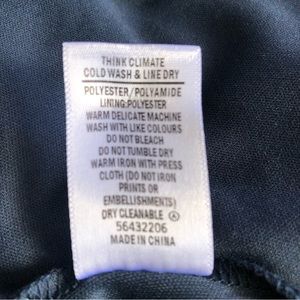 THINK CLIMATE
COLD WASH & LINE DRY
POLYESTER/POLYAMIDE
LINING:POLYESTER
WARM DELICATE MACHINE
WASH WITH LIKE COLOURS
DO NOT BLEACH
DO NOT TUMBLE DRY
WARM IRON WITH PRESS
CLOTH (DO NOT IRON
PRINTS OR
EMBELLISHMENTS)
DRY CLEANABLE Ⓐ
56432206
MADE IN CHINA